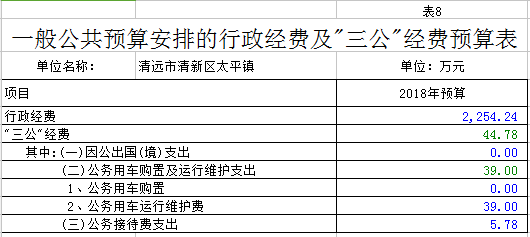 表8
一般公共预算安排的行政经费及"三公"经费预算表
单位名称： 清远市清新区太平镇 单位：万元
项目 2018年预算
行政经费 2,254.24
"三公"经费 44.78
其中:(一)因公出国(境)支出 0.00
(二)公务用车购置及运行维护支出 39.00
1、公务用车购置 0.00
2、公务用车运行维护费 39.00
(三)公务接待费支出 5.78